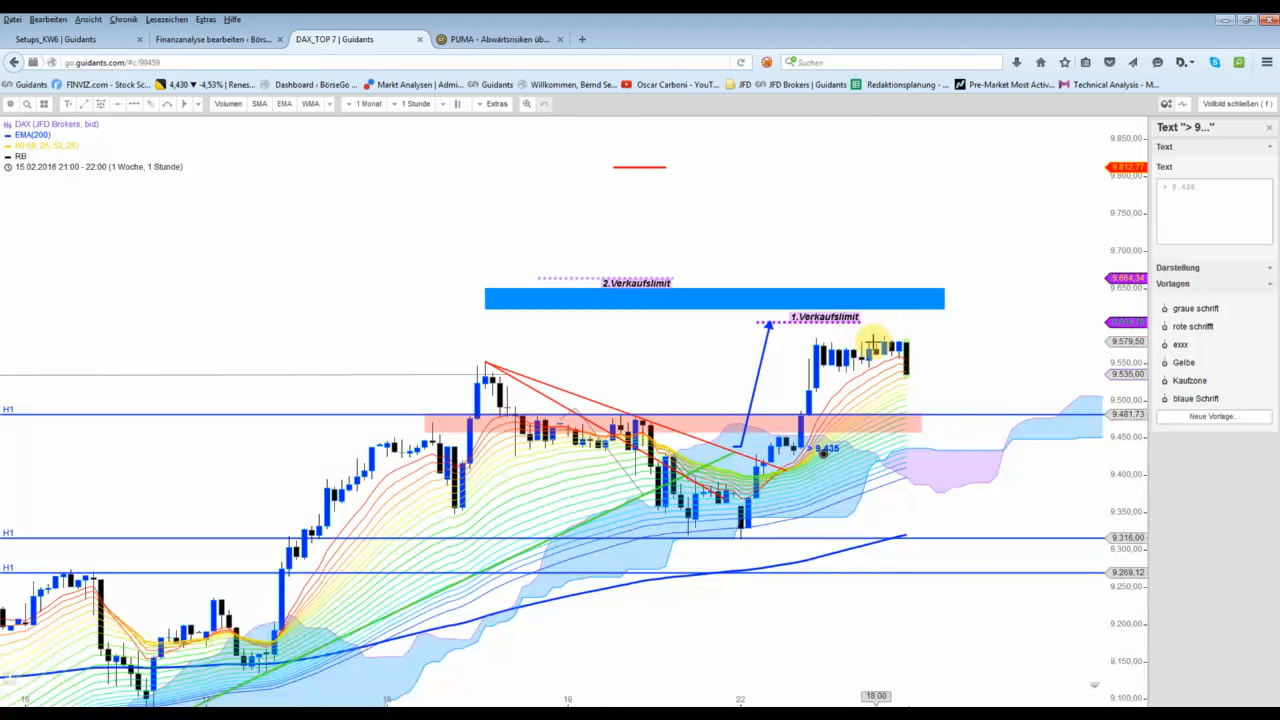 Datei Bearbeiten Ansicht Chronik Lesezeichen Extras Hilfe
Setups_KW6 | Guidants × Finanzanalyse bearbeiten ‹ Börs... × DAX_TOP 7 | Guidants × PUMA - Abwärtsrisiken üb... × +
go.guidants.com/#c/99459 Suchen
Guidants FINVIZ.com - Stock Sc... 4,430 ▼ -4,53% | Renes... Dashboard ‹ BörseGo ... Markt Analysen | Admi... Guidants Willkommen, Bernd Se... Oscar Carboni - YouT... JFD JFD Brokers | Guidants Redaktionsplanung - ... Pre-Market Most Activ... Technical Analysis - M...
Volumen SMA EMA WMA 1 Monat 1 Stunde Extras Vollbild schließen ( f )
DAX (JFD Brokers, bid)
EMA(200)
RB
15.02.2016 21:00 - 22:00 (1 Woche, 1 Stunde)
Text "> 9..." ×
Text
Text
> 9.435
Darstellung
Vorlagen
graue schrift
rote schrifft
exxx
Gelbe
Kaufzone
blaue Schrift
Neue Vorlage...
9.850,00
9.812,77
9.800,00
9.750,00
9.700,00
9.664,34
9.650,00
9.579,50
9.550,00
9.535,00
9.500,00
9.481,73
9.450,00
9.400,00
9.350,00
9.316,00
9.300,00
9.269,12
9.250,00
9.200,00
9.150,00
9.100,00
2.Verkaufslimit
1.Verkaufslimit
H1
> 9.435
H1
H1
18 19 22 18:00